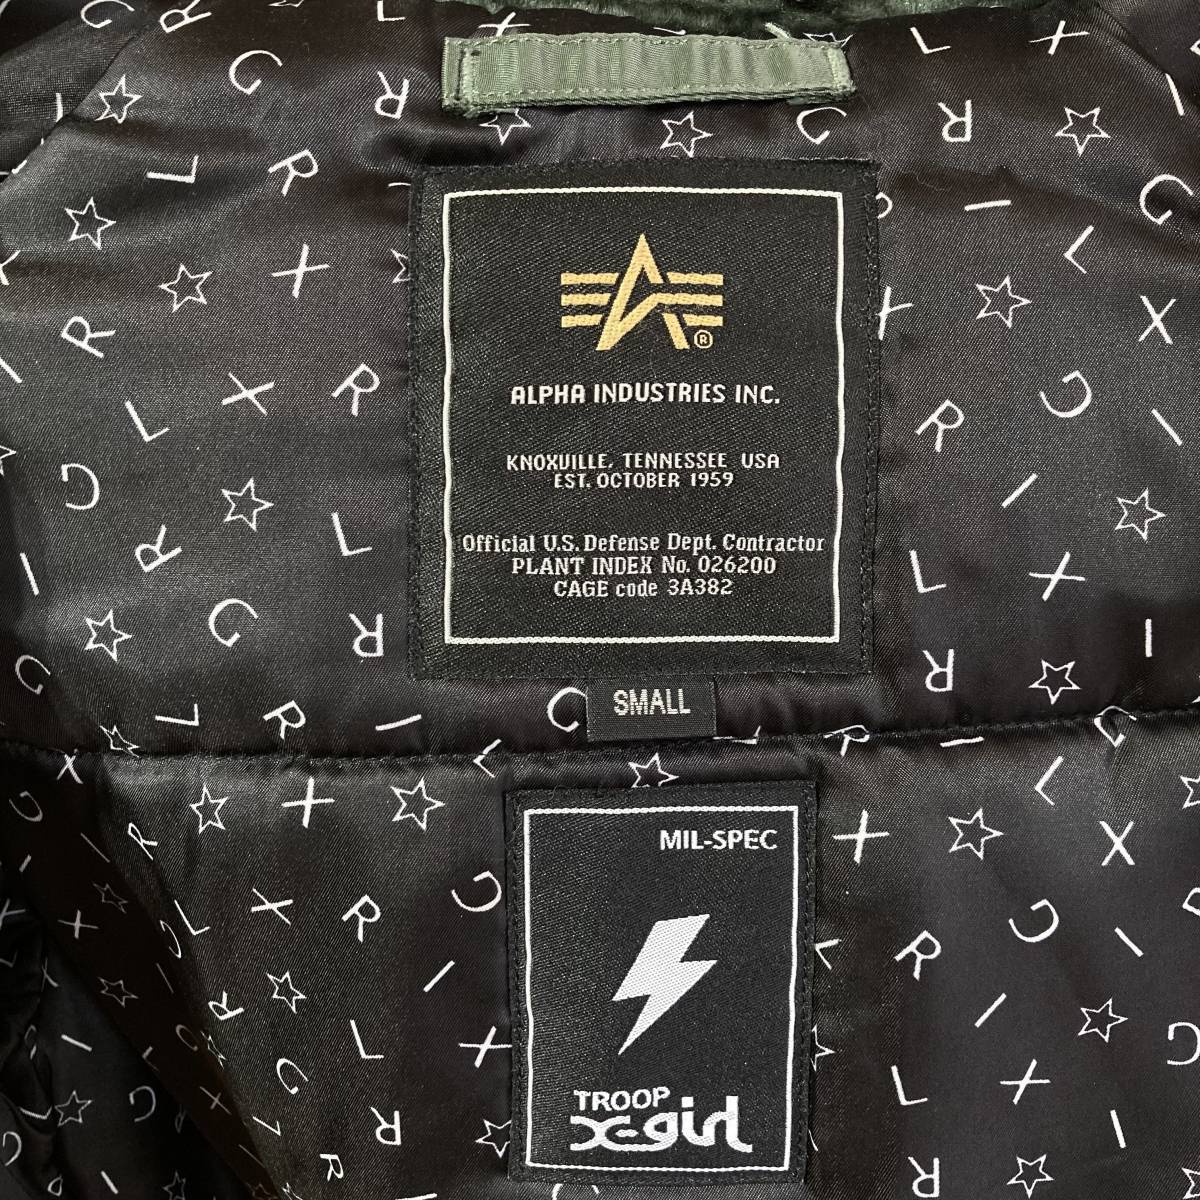 ®
ALPHA INDUSTRIES INC.
KNOXVILLE, TENNESSEE USA
EST. OCTOBER 1959
Official U.S. Defense Dept. Contractor
PLANT INDEX No. 026200
CAGE code 3A382
SMALL
MIL-SPEC
TROOP
X-girl